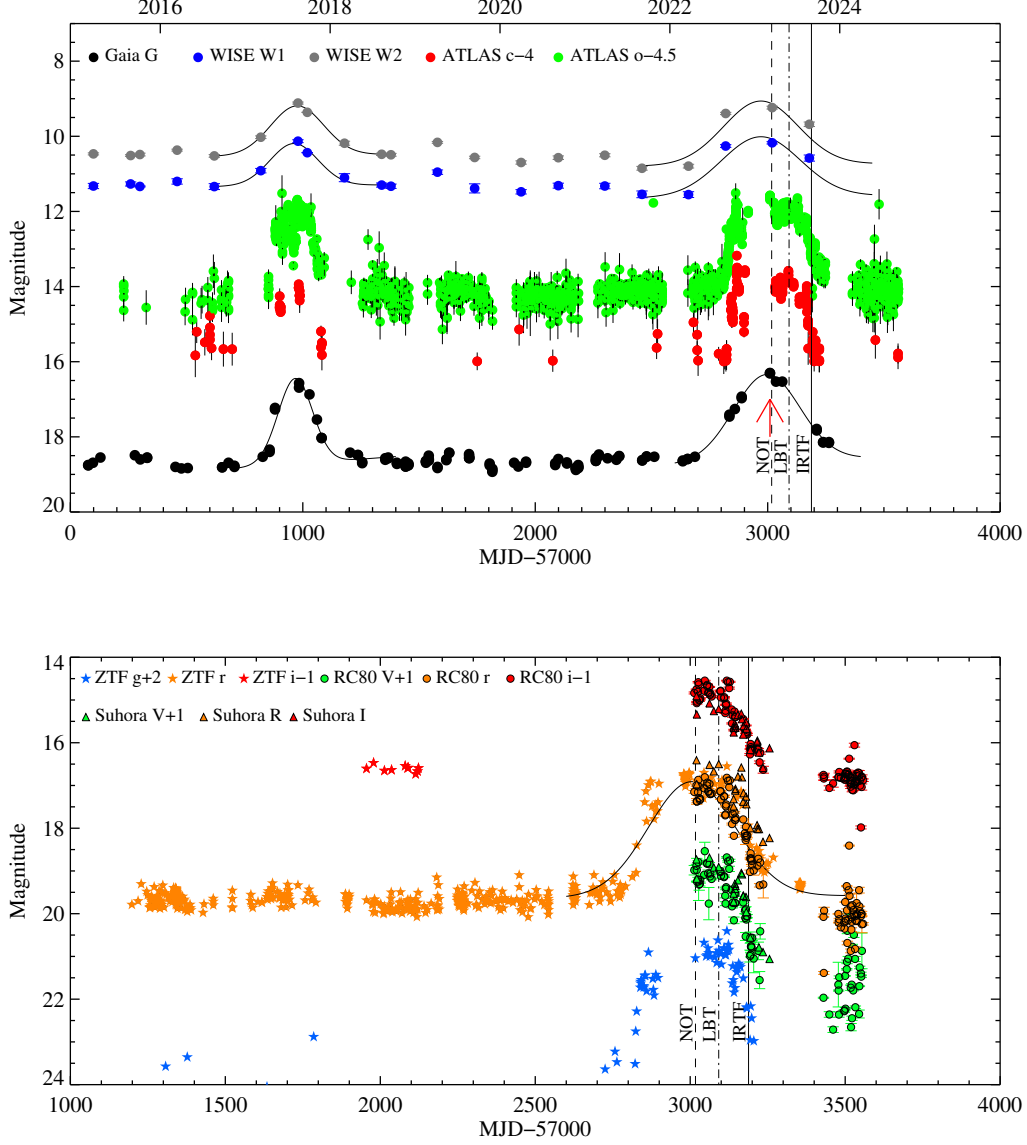 2016 2018 2020 2022 2024
Gaia G WISE W1 WISE W2 ATLAS c−4 ATLAS o−4.5
8
10
12
14
16
18
20
Magnitude
NOT
LBT
IRTF
0 1000 2000 3000 4000
MJD−57000
ZTF g+2 ZTF r ZTF i−1 RC80 V+1 RC80 r RC80 i−1
Suhora V+1 Suhora R Suhora I
14
16
18
20
22
24
Magnitude
NOT
LBT
IRTF
1000 1500 2000 2500 3000 3500 4000
MJD−57000